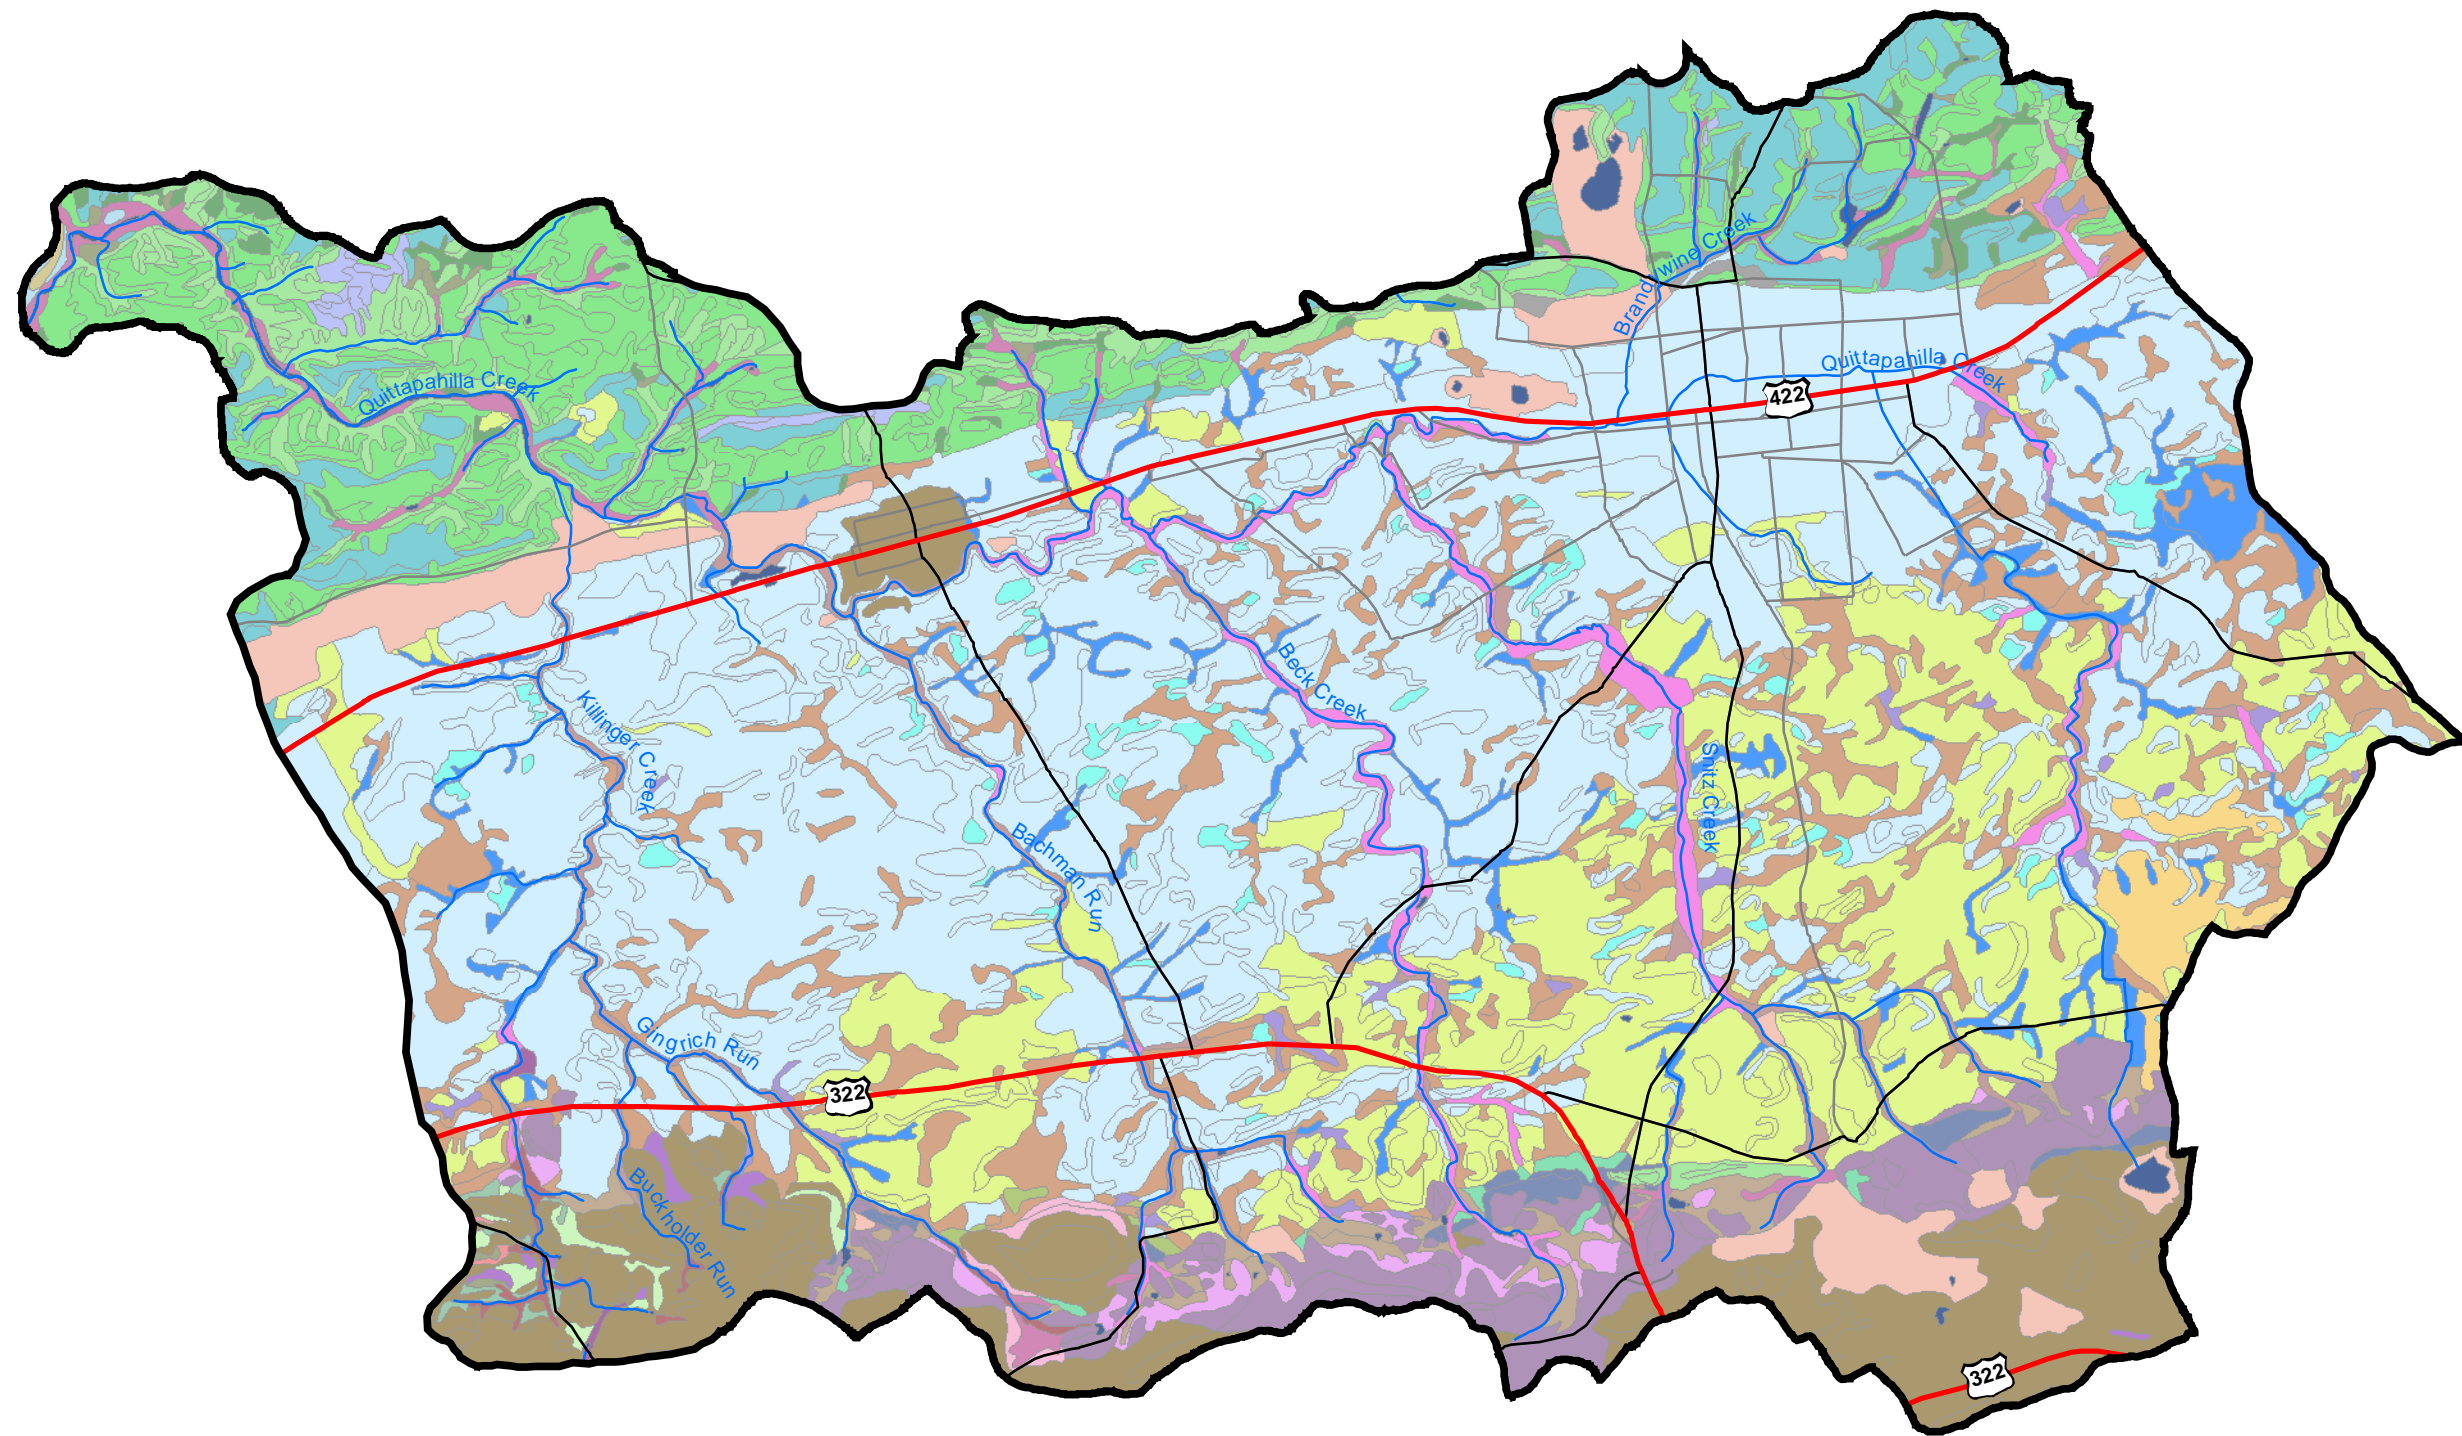 Brandywine Creek
Quittapahilla Creek
Quittapahilla Creek
422
Killinger Creek
Beck Creek
Snitz Creek
Bachman Run
Gingrich Run
322
Buckholder Run
322